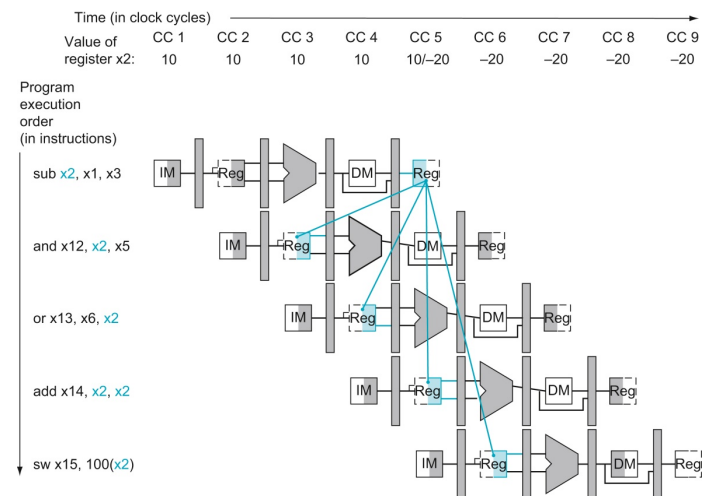 Time (in clock cycles)
CC 1 CC 2 CC 3 CC 4 CC 5 CC 6 CC 7 CC 8 CC 9
Value of
register x2: 10 10 10 10 10/–20 –20 –20 –20 –20
Program
execution
order
(in instructions)
sub x2, x1, x3
IM Reg DM Reg
and x12, x2, x5
IM Reg DM Reg
or x13, x6, x2
IM Reg DM Reg
add x14, x2, x2
IM Reg DM Reg
sw x15, 100(x2)
IM Reg DM Reg